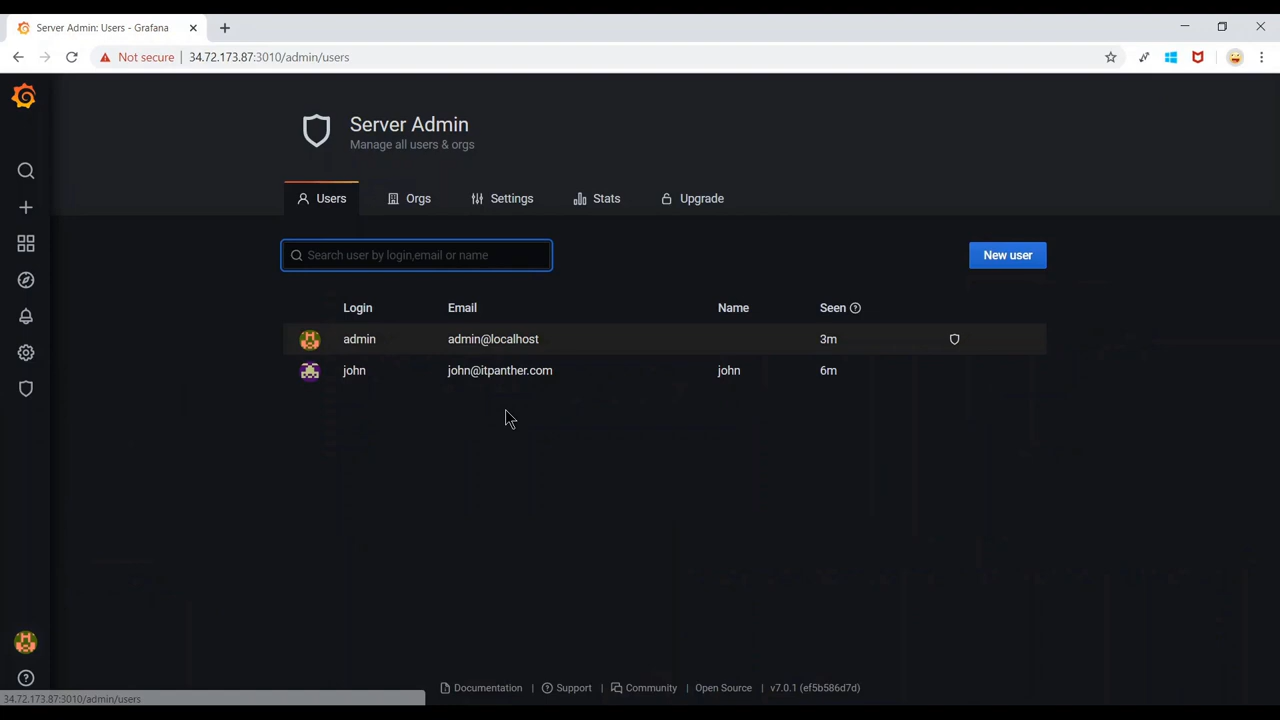 Server Admin: Users - Grafana
Not secure | 34.72.173.87:3010/admin/users
Server Admin
Manage all users & orgs
Users Orgs Settings Stats Upgrade
Search user by login,email or name
New user
Login Email Name Seen
admin admin@localhost 3m
john john@itpanther.com john 6m
Documentation | Support | Community | Open Source | v7.0.1 (ef5b586d7d)
34.72.173.87:3010/admin/users